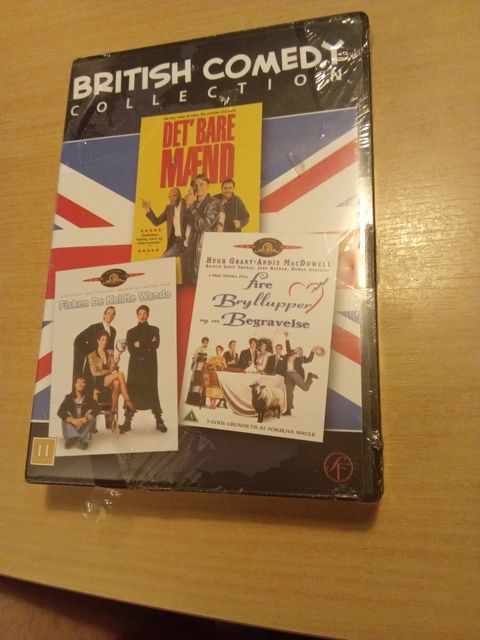 BRITISH COMEDY
COLLECTION
DET' BARE
MÆND
HUGH GRANT ANDIE MACDOWELL
fire
Bryllupper
og en Begravelse
5 GODE GRUNDE TIL AT FORBLIVE SINGLE
Fisken De Kaldte Wanda
11